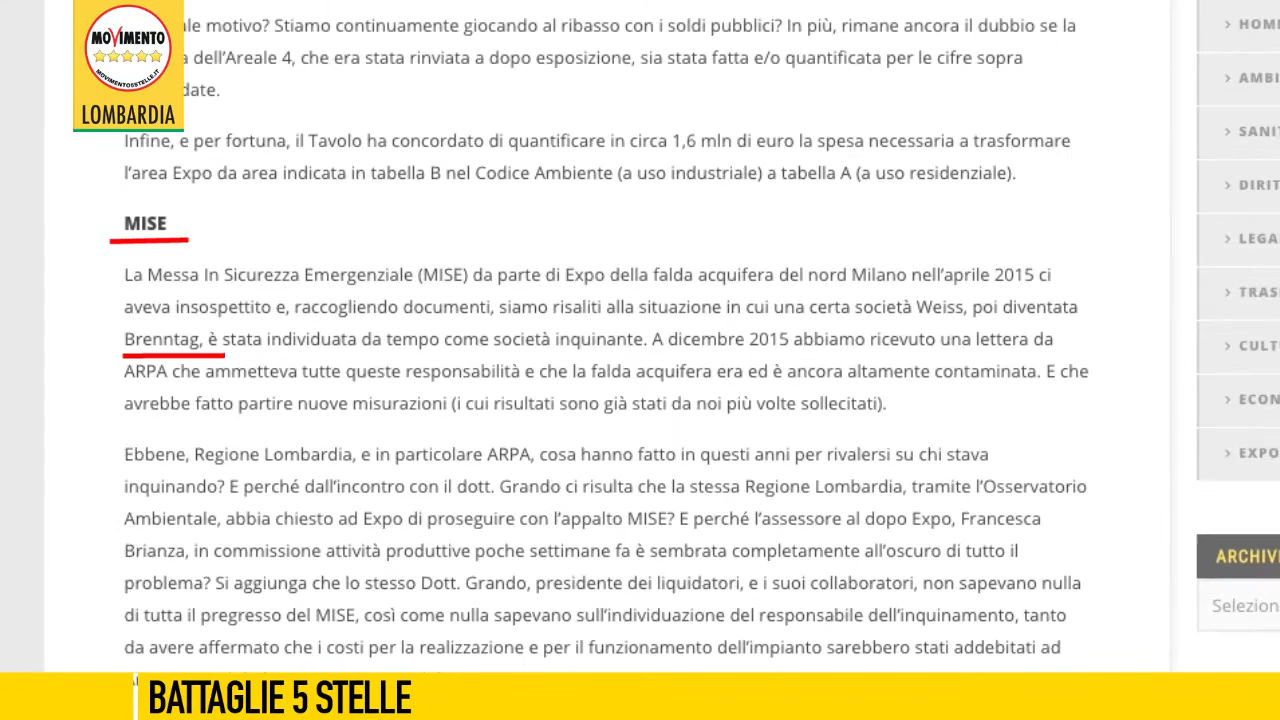 MOVIMENTO
MOVIMENTO5STELLE.IT
LOMBARDIA
ale motivo? Stiamo continuamente giocando al ribasso con i soldi pubblici? In più, rimane ancora il dubbio se la
dell’Areale 4, che era stata rinviata a dopo esposizione, sia stata fatta e/o quantificata per le cifre sopra
date.
Infine, e per fortuna, il Tavolo ha concordato di quantificare in circa 1,6 mln di euro la spesa necessaria a trasformare
l’area Expo da area indicata in tabella B nel Codice Ambiente (a uso industriale) a tabella A (a uso residenziale).
MISE
La Messa In Sicurezza Emergenziale (MISE) da parte di Expo della falda acquifera del nord Milano nell’aprile 2015 ci
aveva insospettito e, raccogliendo documenti, siamo risaliti alla situazione in cui una certa società Weiss, poi diventata
Brenntag, è stata individuata da tempo come società inquinante. A dicembre 2015 abbiamo ricevuto una lettera da
ARPA che ammetteva tutte queste responsabilità e che la falda acquifera era ed è ancora altamente contaminata. E che
avrebbe fatto partire nuove misurazioni (i cui risultati sono già stati da noi più volte sollecitati).
Ebbene, Regione Lombardia, e in particolare ARPA, cosa hanno fatto in questi anni per rivalersi su chi stava
inquinando? E perché dall’incontro con il dott. Grando ci risulta che la stessa Regione Lombardia, tramite l’Osservatorio
Ambientale, abbia chiesto ad Expo di proseguire con l’appalto MISE? E perché l’assessore al dopo Expo, Francesca
Brianza, in commissione attività produttive poche settimane fa è sembrata completamente all’oscuro di tutto il
problema? Si aggiunga che lo stesso Dott. Grando, presidente dei liquidatori, e i suoi collaboratori, non sapevano nulla
di tutta il pregresso del MISE, così come nulla sapevano sull’individuazione del responsabile dell’inquinamento, tanto
da avere affermato che i costi per la realizzazione e per il funzionamento dell’impianto sarebbero stati addebitati ad
> HOM
> AMBI
> SANI
> DIRIT
> LEGA
> TRAS
> CULT
> ECON
> EXPO
ARCHIVI
Selezion
BATTAGLIE 5 STELLE